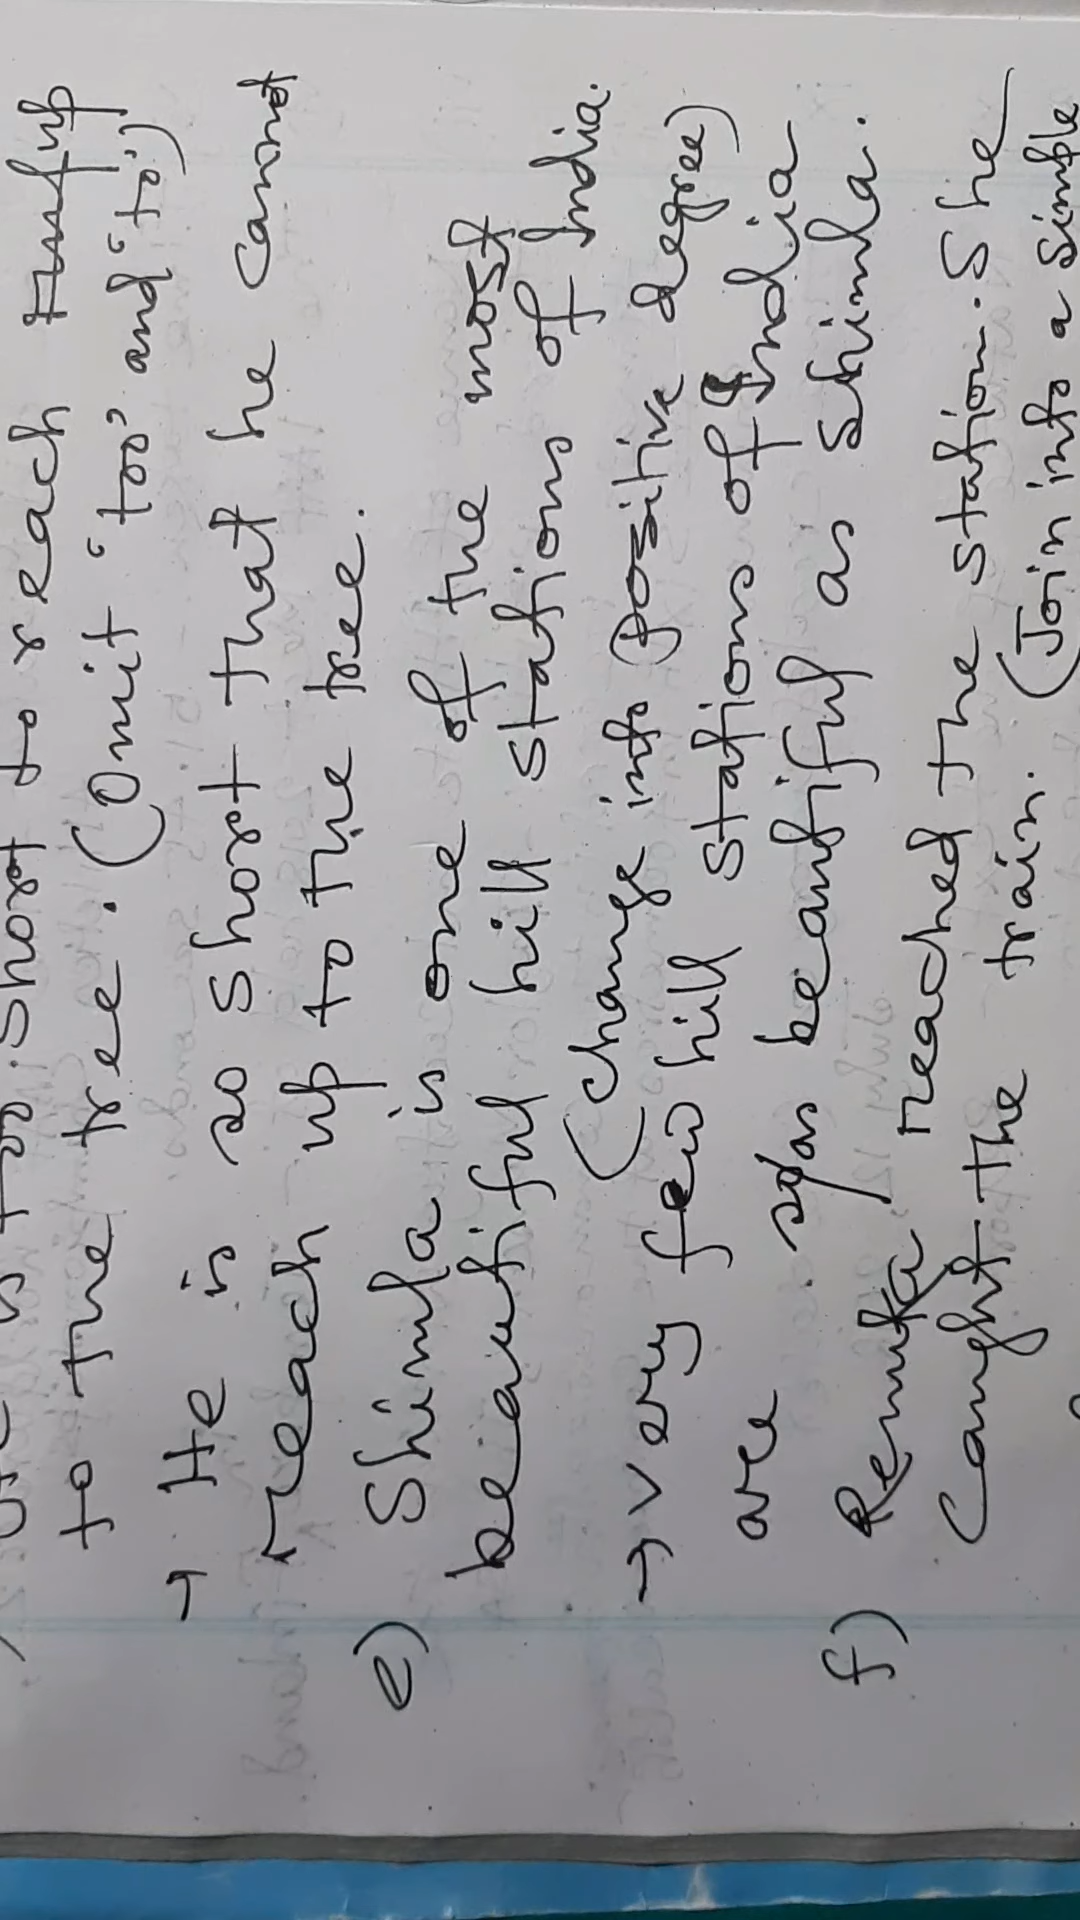 is too short to reach up
to the tree. (Omit 'too' and 'to')
→ He is so short that he cannot
reach up to the tree.
e) Shimla is one of the most
beautiful hill stations of India.
(Change into positive degree)
→ very few hill stations of India
are as beautiful as Shimla.
f) Renuka reached the station. She
Caught the train. (Join into a Simple